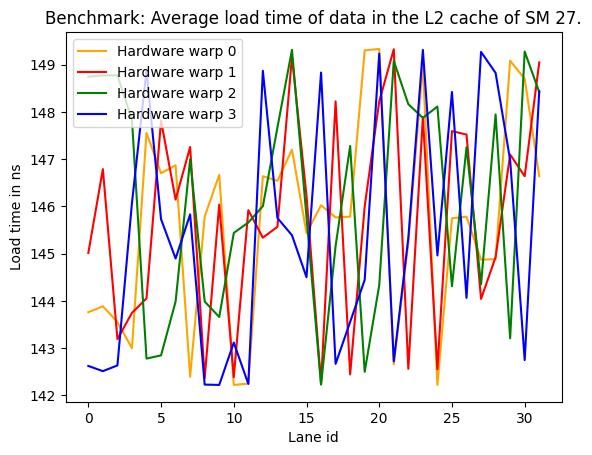 Benchmark: Average load time of data in the L2 cache of SM 27.
Hardware warp 0
Hardware warp 1
Hardware warp 2
Hardware warp 3
149
148
147
146
145
144
143
142
Load time in ns
0 5 10 15 20 25 30
Lane id